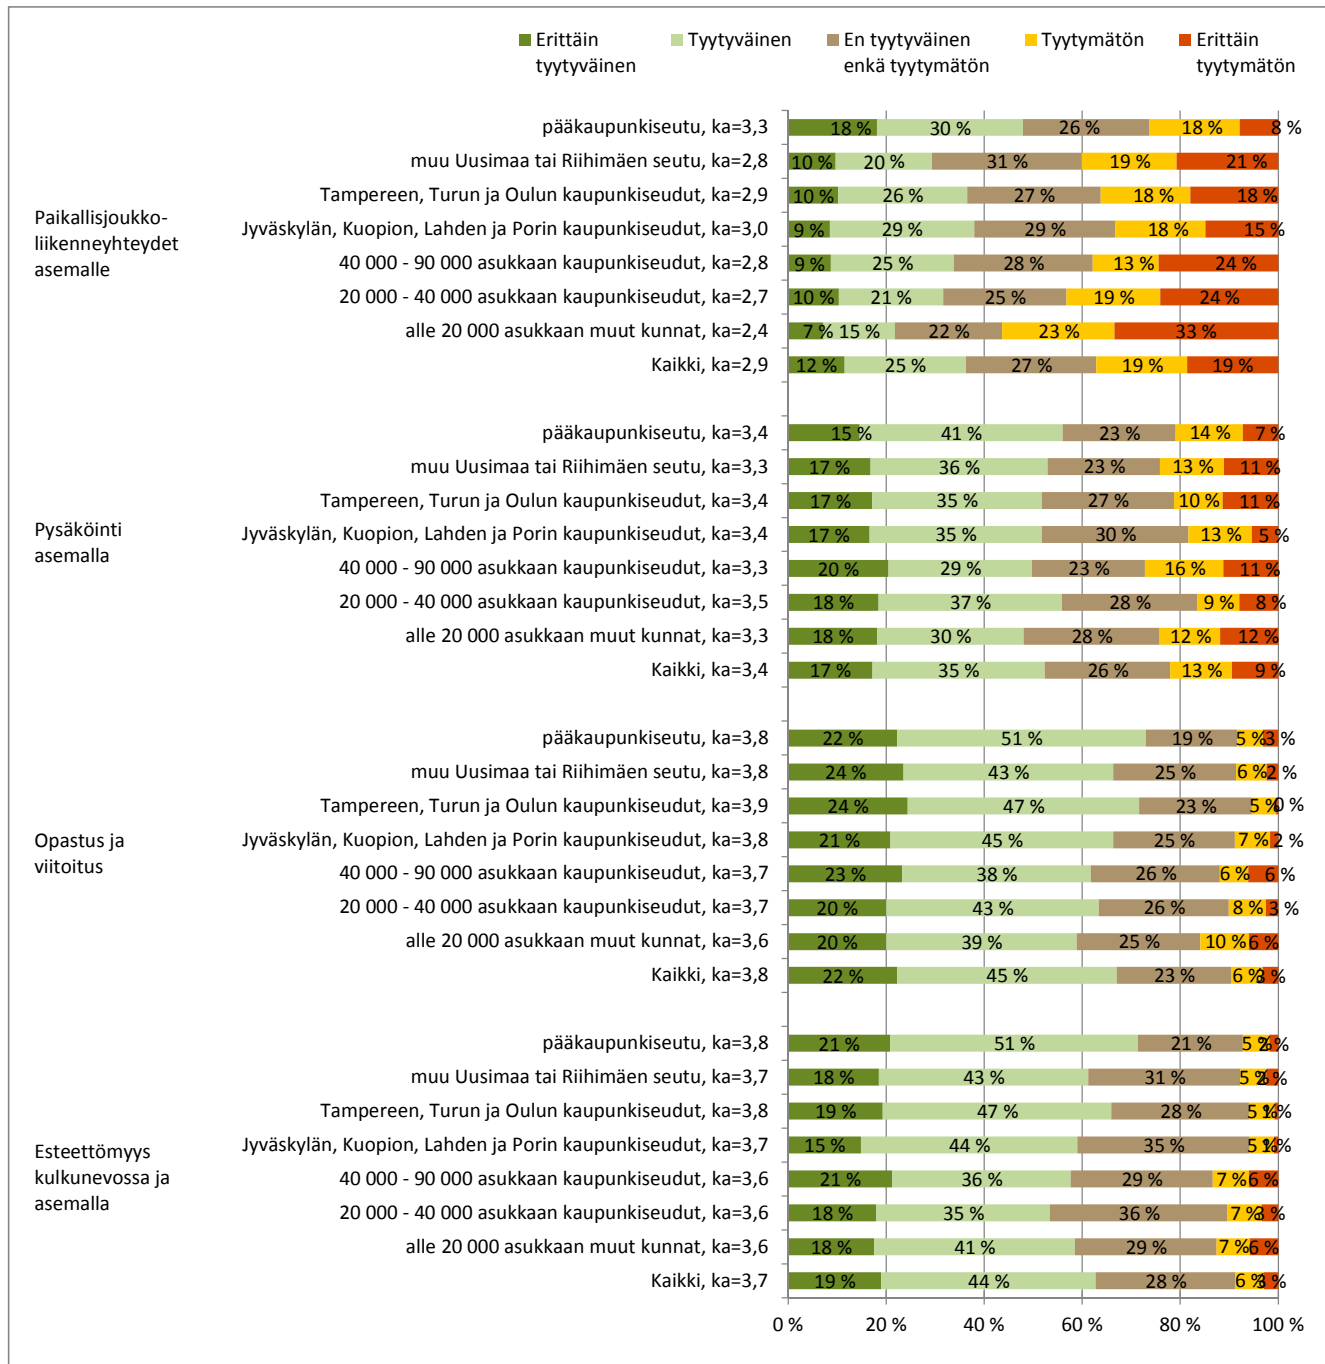 Erittäin tyytyväinen
Tyytyväinen
En tyytyväinen enkä tyytymätön
Tyytymätön
Erittäin tyytymätön
Paikallisjoukko-
liikenneyhteydet
asemalle
pääkaupunkiseutu, ka=3,3 18 % 30 % 26 % 18 % 8 %
muu Uusimaa tai Riihimäen seutu, ka=2,8 10 % 20 % 31 % 19 % 21 %
Tampereen, Turun ja Oulun kaupunkiseudut, ka=2,9 10 % 26 % 27 % 18 % 18 %
Jyväskylän, Kuopion, Lahden ja Porin kaupunkiseudut, ka=3,0 9 % 29 % 29 % 18 % 15 %
40 000 - 90 000 asukkaan kaupunkiseudut, ka=2,8 9 % 25 % 28 % 13 % 24 %
20 000 - 40 000 asukkaan kaupunkiseudut, ka=2,7 10 % 21 % 25 % 19 % 24 %
alle 20 000 asukkaan muut kunnat, ka=2,4 7 % 15 % 22 % 23 % 33 %
Kaikki, ka=2,9 12 % 25 % 27 % 19 % 19 %
Pysäköinti
asemalla
pääkaupunkiseutu, ka=3,4 15 % 41 % 23 % 14 % 7 %
muu Uusimaa tai Riihimäen seutu, ka=3,3 17 % 36 % 23 % 13 % 11 %
Tampereen, Turun ja Oulun kaupunkiseudut, ka=3,4 17 % 35 % 27 % 10 % 11 %
Jyväskylän, Kuopion, Lahden ja Porin kaupunkiseudut, ka=3,4 17 % 35 % 30 % 13 % 5 %
40 000 - 90 000 asukkaan kaupunkiseudut, ka=3,3 20 % 29 % 23 % 16 % 11 %
20 000 - 40 000 asukkaan kaupunkiseudut, ka=3,5 18 % 37 % 28 % 9 % 8 %
alle 20 000 asukkaan muut kunnat, ka=3,3 18 % 30 % 28 % 12 % 12 %
Kaikki, ka=3,4 17 % 35 % 26 % 13 % 9 %
Opastus ja
viitoitus
pääkaupunkiseutu, ka=3,8 22 % 51 % 19 % 5 % 3 %
muu Uusimaa tai Riihimäen seutu, ka=3,8 24 % 43 % 25 % 6 % 2 %
Tampereen, Turun ja Oulun kaupunkiseudut, ka=3,9 24 % 47 % 23 % 5 % 0 %
Jyväskylän, Kuopion, Lahden ja Porin kaupunkiseudut, ka=3,8 21 % 45 % 25 % 7 % 2 %
40 000 - 90 000 asukkaan kaupunkiseudut, ka=3,7 23 % 38 % 26 % 6 % 6 %
20 000 - 40 000 asukkaan kaupunkiseudut, ka=3,7 20 % 43 % 26 % 8 % 3 %
alle 20 000 asukkaan muut kunnat, ka=3,6 20 % 39 % 25 % 10 % 6 %
Kaikki, ka=3,8 22 % 45 % 23 % 6 % 3 %
Esteettömyys
kulkunevossa ja
asemalla
pääkaupunkiseutu, ka=3,8 21 % 51 % 21 % 5 % 2 %
muu Uusimaa tai Riihimäen seutu, ka=3,7 18 % 43 % 31 % 5 % 2 %
Tampereen, Turun ja Oulun kaupunkiseudut, ka=3,8 19 % 47 % 28 % 5 % 1 %
Jyväskylän, Kuopion, Lahden ja Porin kaupunkiseudut, ka=3,7 15 % 44 % 35 % 5 % 1 %
40 000 - 90 000 asukkaan kaupunkiseudut, ka=3,6 21 % 36 % 29 % 7 % 6 %
20 000 - 40 000 asukkaan kaupunkiseudut, ka=3,6 18 % 35 % 36 % 7 % 3 %
alle 20 000 asukkaan muut kunnat, ka=3,6 18 % 41 % 29 % 7 % 6 %
Kaikki, ka=3,7 19 % 44 % 28 % 6 % 3 %
0 % 20 % 40 % 60 % 80 % 100 %